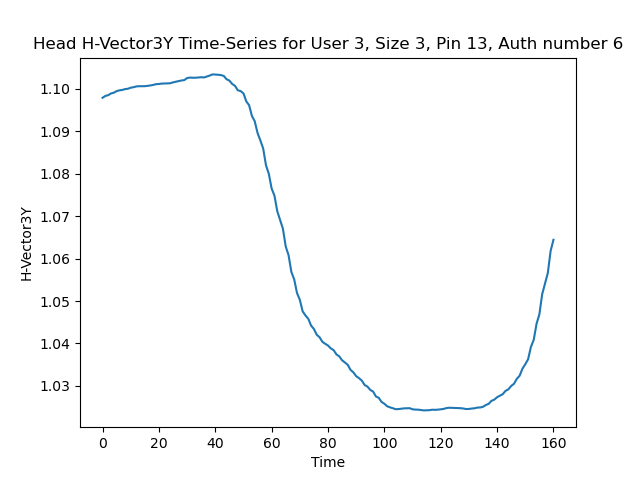 Head H-Vector3Y Time-Series for User 3, Size 3, Pin 13, Auth number 6
H-Vector3Y
1.10
1.09
1.08
1.07
1.06
1.05
1.04
1.03
0 20 40 60 80 100 120 140 160
Time